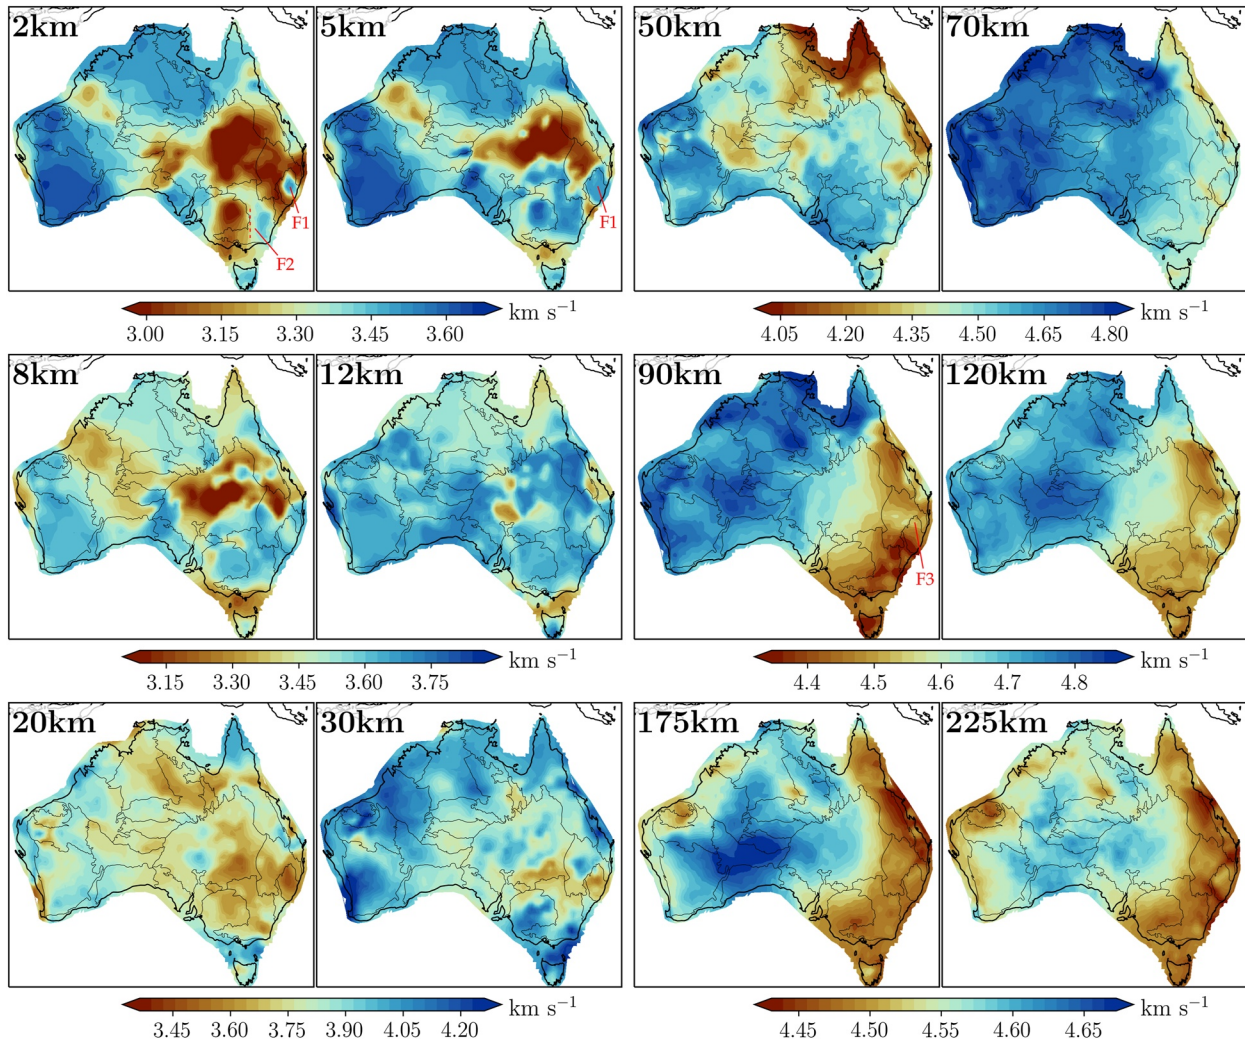 2km
5km
50km
70km
F1
F1
F2
3.00 3.15 3.30 3.45 3.60 km s⁻¹
4.05 4.20 4.35 4.50 4.65 4.80 km s⁻¹
8km
12km
90km
120km
F3
3.15 3.30 3.45 3.60 3.75 km s⁻¹
4.4 4.5 4.6 4.7 4.8 km s⁻¹
20km
30km
175km
225km
3.45 3.60 3.75 3.90 4.05 4.20 km s⁻¹
4.45 4.50 4.55 4.60 4.65 km s⁻¹